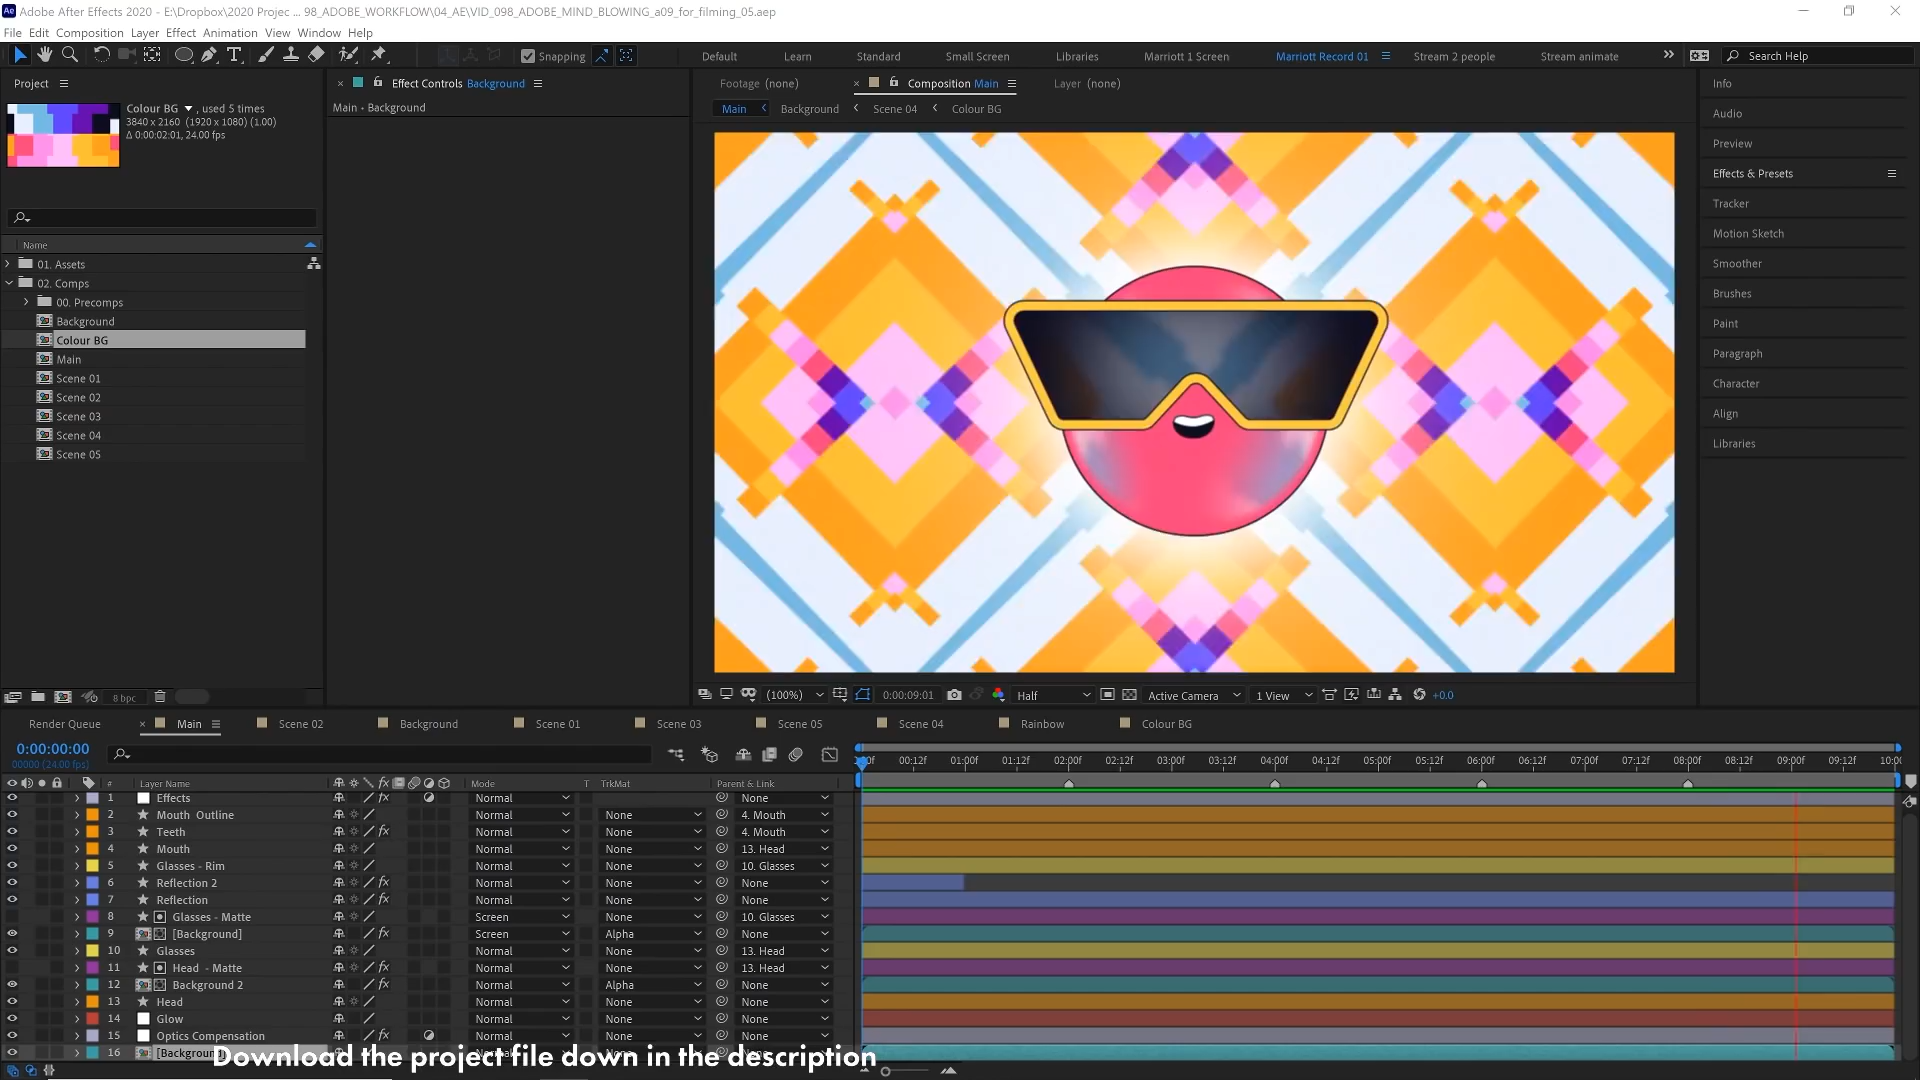 Adobe After Effects 2020 - E:\Dropbox\2020 Projec ... 98_ADOBE_WORKFLOW\04_AE\VID_098_ADOBE_MIND_BLOWING_a09_for_filming_05.aep
File Edit Composition Layer Effect Animation View Window Help
Snapping Default Learn Standard Small Screen Libraries Marriott 1 Screen Marriott Record 01 Stream 2 people Stream animate Search Help
Project Effect Controls Background Footage (none) Composition Main Layer (none) Info
Main • Background
Main Background Scene 04 Colour BG
Colour BG , used 5 times
3840 x 2160 (1920 x 1080) (1.00)
Δ 0:00:02:01, 24.00 fps
Audio
Preview
Effects & Presets
Tracker
Motion Sketch
Smoother
Brushes
Paint
Paragraph
Character
Align
Libraries
Name
01. Assets
02. Comps
00. Precomps
Background
Colour BG
Main
Scene 01
Scene 02
Scene 03
Scene 04
Scene 05
8 bpc (100%) 0:00:09:01 Half Active Camera 1 View +0.0
Render Queue Main Scene 02 Background Scene 01 Scene 03 Scene 05 Scene 04 Rainbow Colour BG
0:00:00:00
00000 (24.00 fps)
00:12f 01:00f 01:12f 02:00f 02:12f 03:00f 03:12f 04:00f 04:12f 05:00f 05:12f 06:00f 06:12f 07:00f 07:12f 08:00f 08:12f 09:00f 09:12f 10:00
# Layer Name Mode T TrkMat Parent & Link
1 Effects Normal None
2 Mouth Outline Normal None 4. Mouth
3 Teeth Normal None 4. Mouth
4 Mouth Normal None 13. Head
5 Glasses - Rim Normal None 10. Glasses
6 Reflection 2 Normal None None
7 Reflection Normal None None
8 Glasses - Matte Screen None 10. Glasses
9 [Background] Screen Alpha None
10 Glasses Normal None 13. Head
11 Head - Matte Normal None 13. Head
12 Background 2 Normal Alpha None
13 Head Normal None None
14 Glow Normal None None
15 Optics Compensation Normal None None
16 [Background
Download the project file down in the description